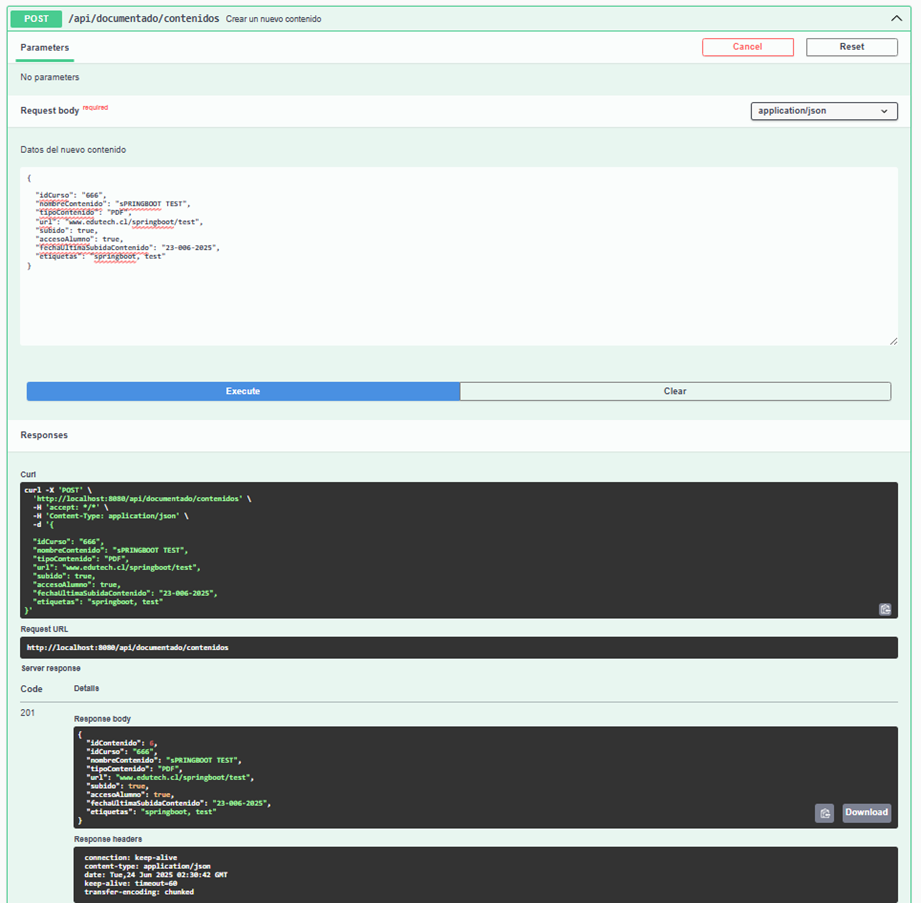 POST /api/documentado/contenidos Crear un nuevo contenido
Parameters Cancel Reset
No parameters
Request body required application/json
Datos del nuevo contenido
{
"idCurso": "666",
"nombreContenido": "sPRINGBOOT TEST",
"tipoContenido": "PDF",
"url": "www.edutech.cl/springboot/test",
"subido": true,
"accesoAlumno": true,
"fechaUltimaSubidaContenido": "23-006-2025",
"etiquetas": "springboot, test"
}
Execute Clear
Responses
Curl
curl -X 'POST' \
'http://localhost:8080/api/documentado/contenidos' \
-H 'accept: */*' \
-H 'Content-Type: application/json' \
-d '{
"idCurso": "666",
"nombreContenido": "sPRINGBOOT TEST",
"tipoContenido": "PDF",
"url": "www.edutech.cl/springboot/test",
"subido": true,
"accesoAlumno": true,
"fechaUltimaSubidaContenido": "23-006-2025",
"etiquetas": "springboot, test"
}'
Request URL
http://localhost:8080/api/documentado/contenidos
Server response
Code Details
201
Response body
{
"idContenido": 6,
"idCurso": "666",
"nombreContenido": "sPRINGBOOT TEST",
"tipoContenido": "PDF",
"url": "www.edutech.cl/springboot/test",
"subido": true,
"accesoAlumno": true,
"fechaUltimaSubidaContenido": "23-006-2025",
"etiquetas": "springboot, test"
}
Download
Response headers
connection: keep-alive
content-type: application/json
date: Tue,24 Jun 2025 02:30:42 GMT
keep-alive: timeout=60
transfer-encoding: chunked